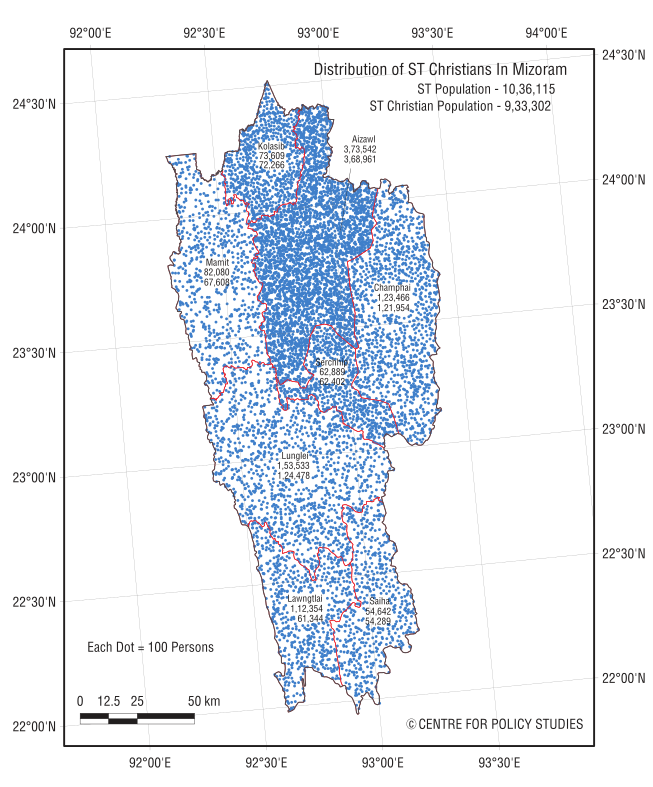 92°00'E 92°30'E 93°00'E 93°30'E 94°00'E
24°30'N
24°00'N
23°30'N
23°00'N
22°30'N
22°00'N
24°30'N
24°00'N
23°30'N
23°00'N
22°30'N
22°00'N
Distribution of ST Christians In Mizoram
ST Population - 10,36,115
ST Christian Population - 9,33,302
Kolasib
73,609
72,266
Aizawl
3,73,542
3,68,961
Mamit
82,080
67,608
Champhai
1,23,466
1,21,954
Serchhip
62,889
62,402
Lunglei
1,53,533
1,24,478
Lawngtlai
1,12,354
61,344
Saiha
54,642
54,289
Each Dot = 100 Persons
0 12.5 25 50 km
© CENTRE FOR POLICY STUDIES
92°00'E 92°30'E 93°00'E 93°30'E